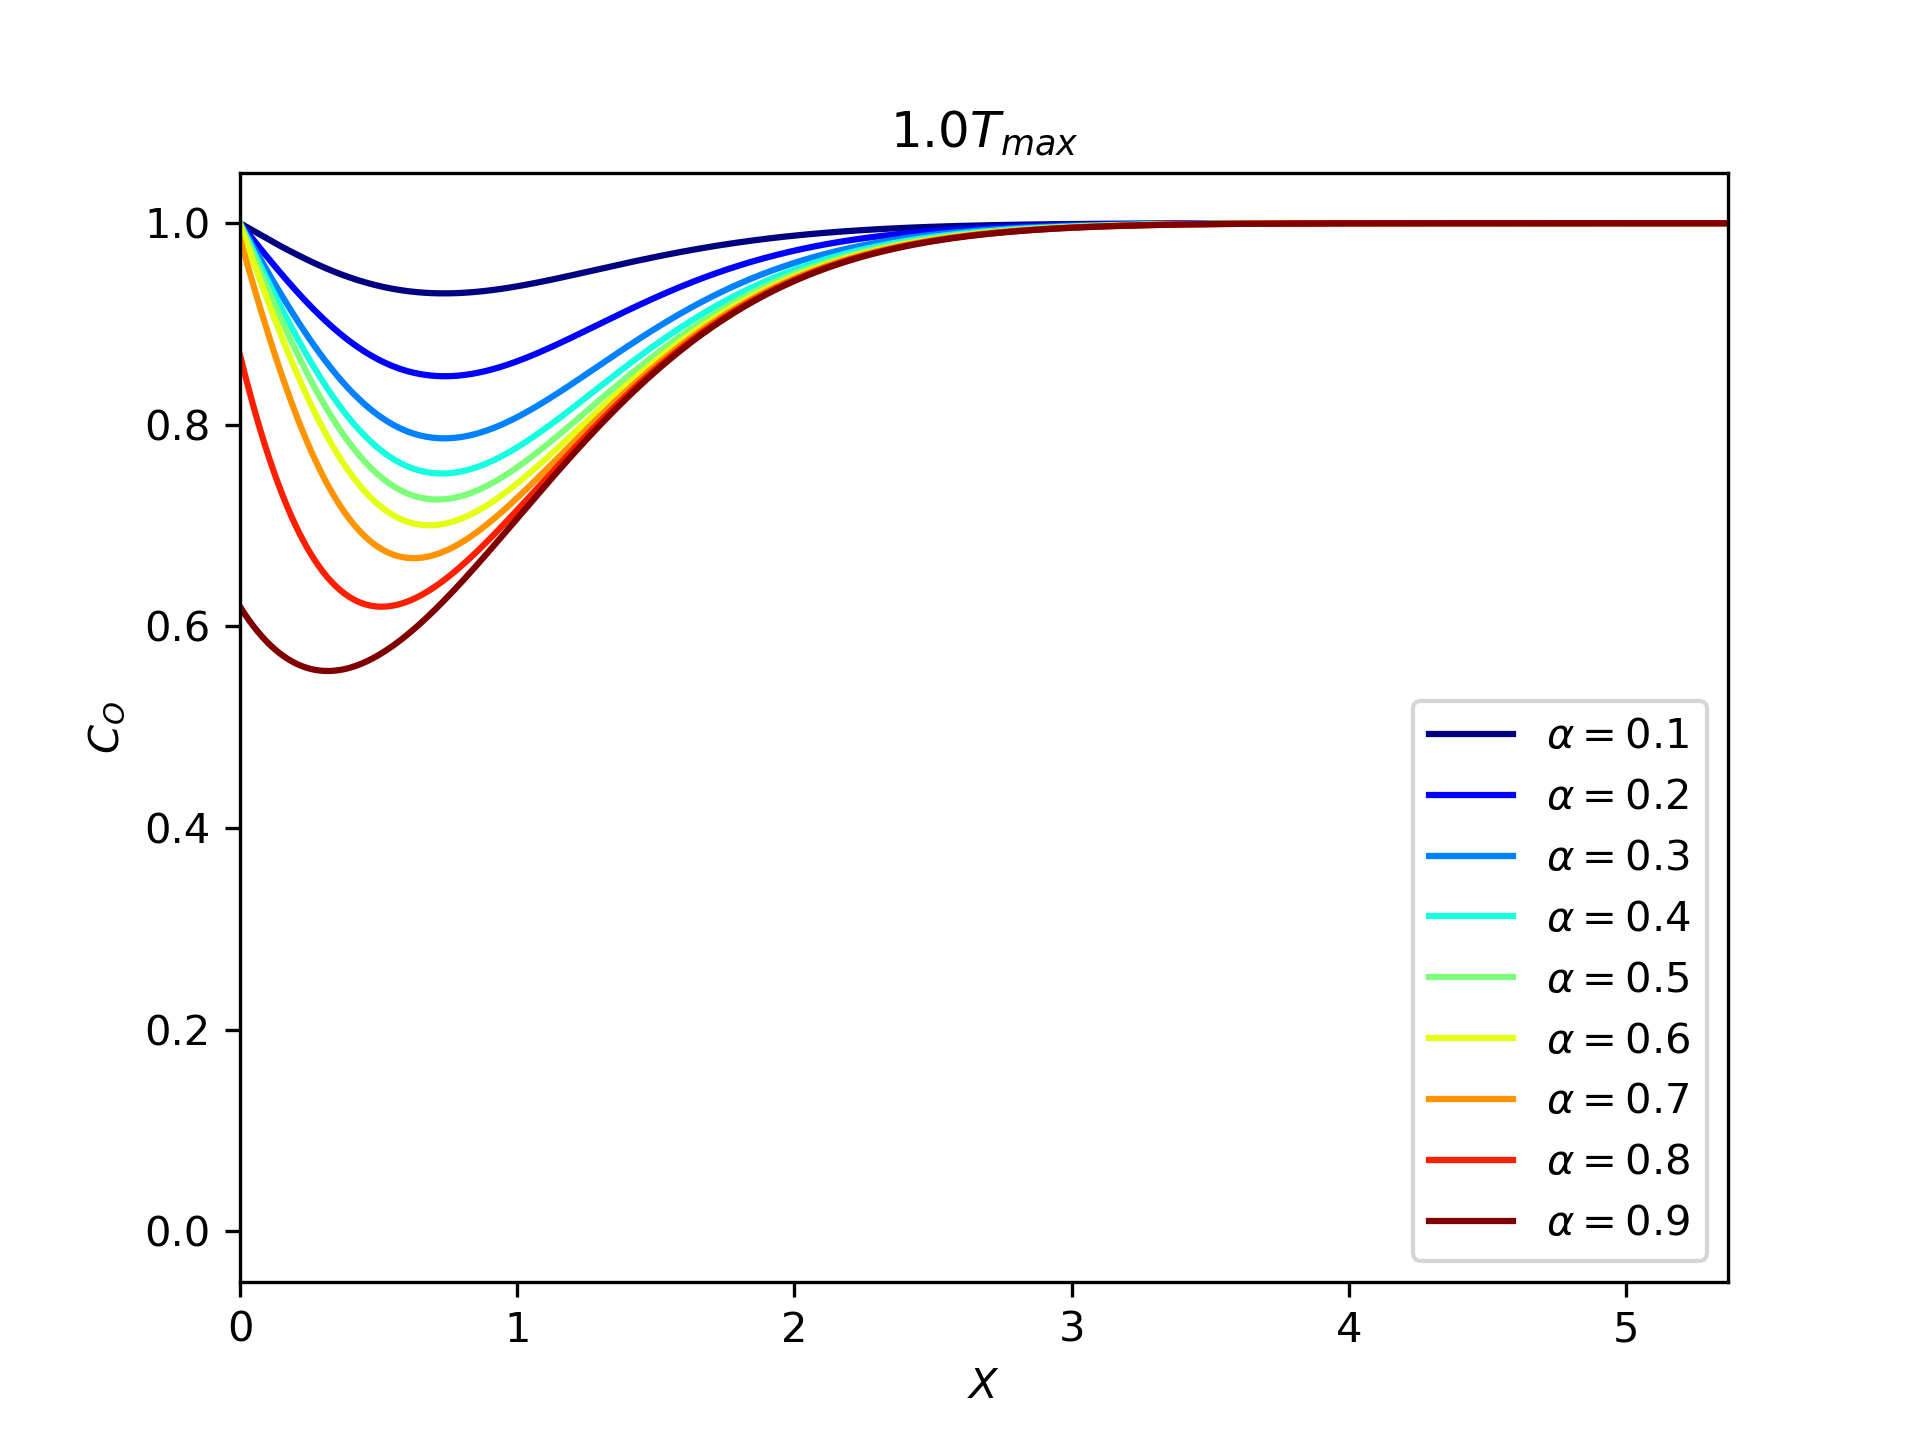 1.0T_max
1.0
0.8
0.6
0.4
0.2
0.0
C_O
0 1 2 3 4 5
X
α = 0.1
α = 0.2
α = 0.3
α = 0.4
α = 0.5
α = 0.6
α = 0.7
α = 0.8
α = 0.9